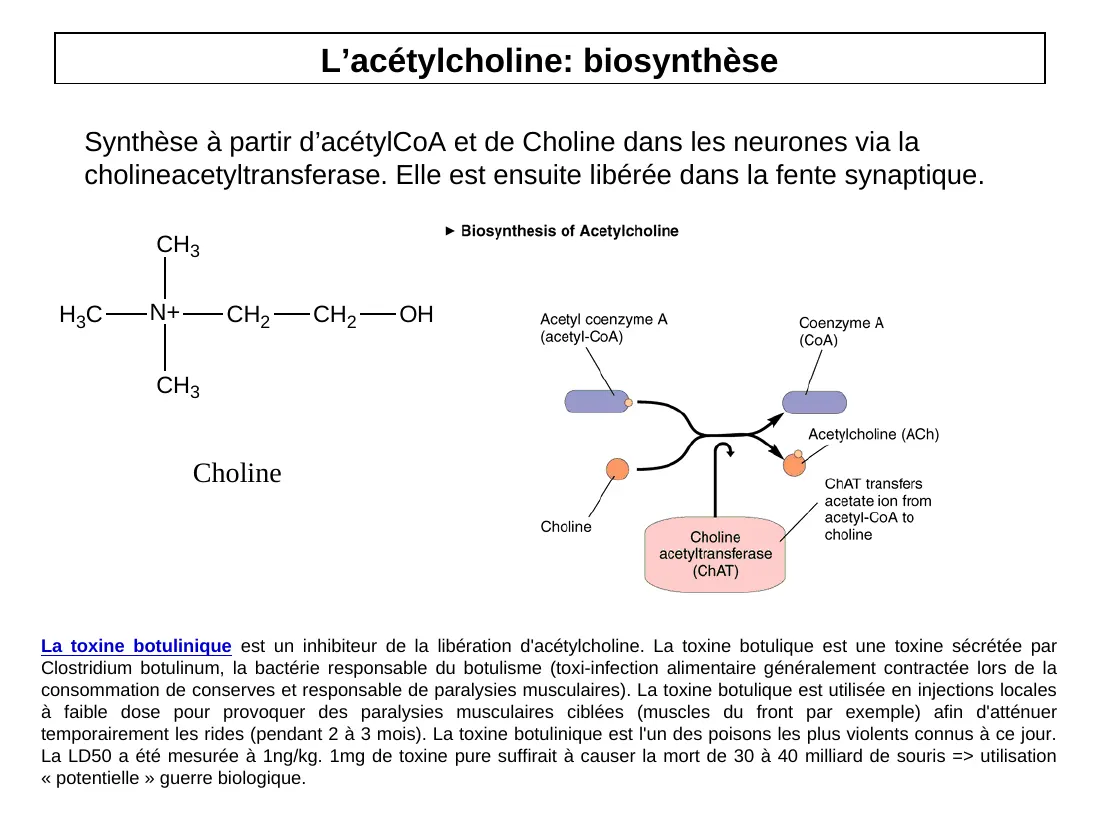 L’acétylcholine: biosynthèse
Synthèse à partir d’acétylCoA et de Choline dans les neurones via la
cholineacetyltransferase. Elle est ensuite libérée dans la fente synaptique.
► Biosynthesis of Acetylcholine
CH3
H3C N+ CH2 CH2 OH
CH3
Choline
Acetyl coenzyme A
(acetyl-CoA)
Coenzyme A
(CoA)
Acetylcholine (ACh)
ChAT transfers
acetate ion from
acetyl-CoA to
choline
Choline
Choline
acetyltransferase
(ChAT)
La toxine botulinique est un inhibiteur de la libération d'acétylcholine. La toxine botulique est une toxine sécrétée par
Clostridium botulinum, la bactérie responsable du botulisme (toxi-infection alimentaire généralement contractée lors de la
consommation de conserves et responsable de paralysies musculaires). La toxine botulique est utilisée en injections locales
à faible dose pour provoquer des paralysies musculaires ciblées (muscles du front par exemple) afin d'atténuer
temporairement les rides (pendant 2 à 3 mois). La toxine botulinique est l'un des poisons les plus violents connus à ce jour.
La LD50 a été mesurée à 1ng/kg. 1mg de toxine pure suffirait à causer la mort de 30 à 40 milliard de souris => utilisation
« potentielle » guerre biologique.